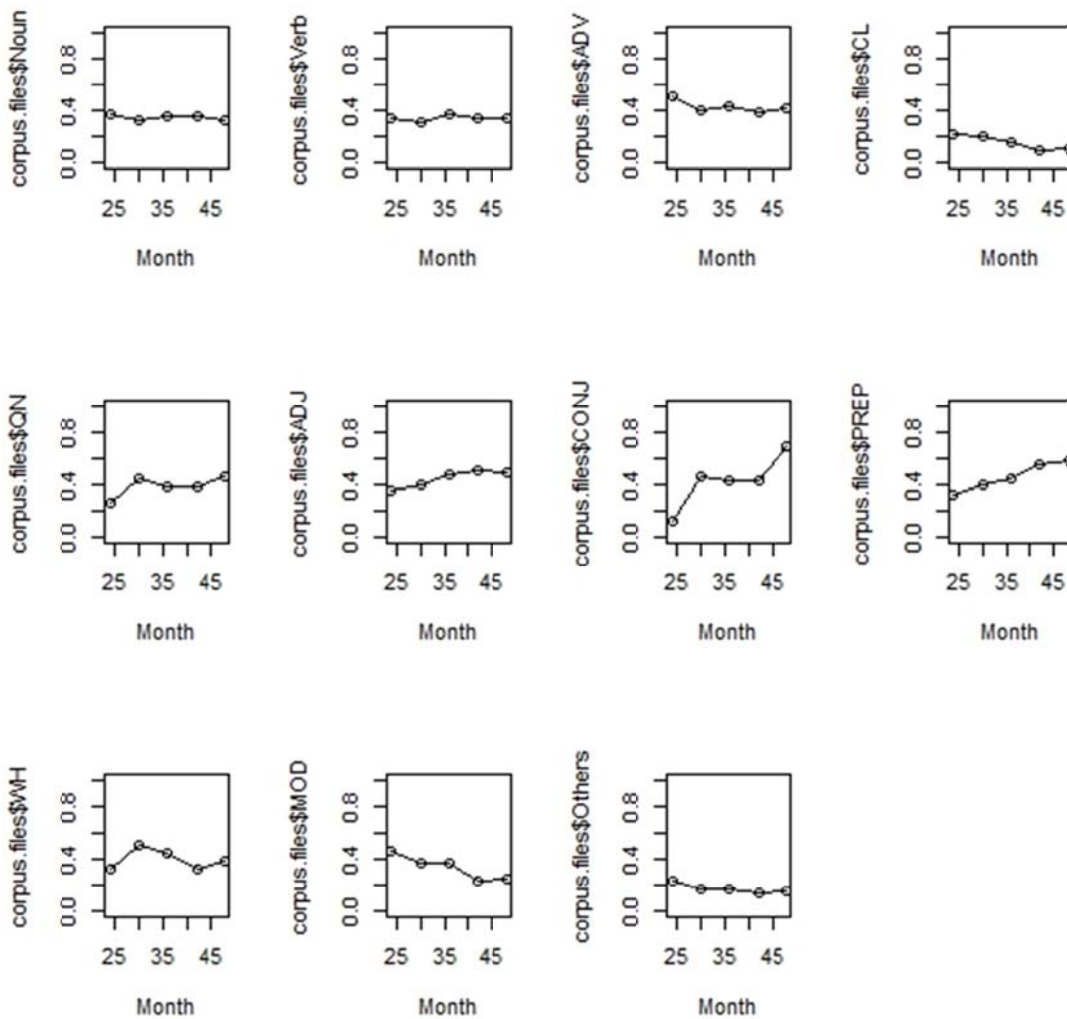 corpus.files$Noun
0.0 0.4 0.8
25 35 45
Month
corpus.files$Verb
0.0 0.4 0.8
25 35 45
Month
corpus.files$ADV
0.0 0.4 0.8
25 35 45
Month
corpus.files$CL
0.0 0.4 0.8
25 35 45
Month
corpus.files$QN
0.0 0.4 0.8
25 35 45
Month
corpus.files$ADJ
0.0 0.4 0.8
25 35 45
Month
corpus.files$CONJ
0.0 0.4 0.8
25 35 45
Month
corpus.files$PREP
0.0 0.4 0.8
25 35 45
Month
corpus.files$WH
0.0 0.4 0.8
25 35 45
Month
corpus.files$MOD
0.0 0.4 0.8
25 35 45
Month
corpus.files$Others
0.0 0.4 0.8
25 35 45
Month